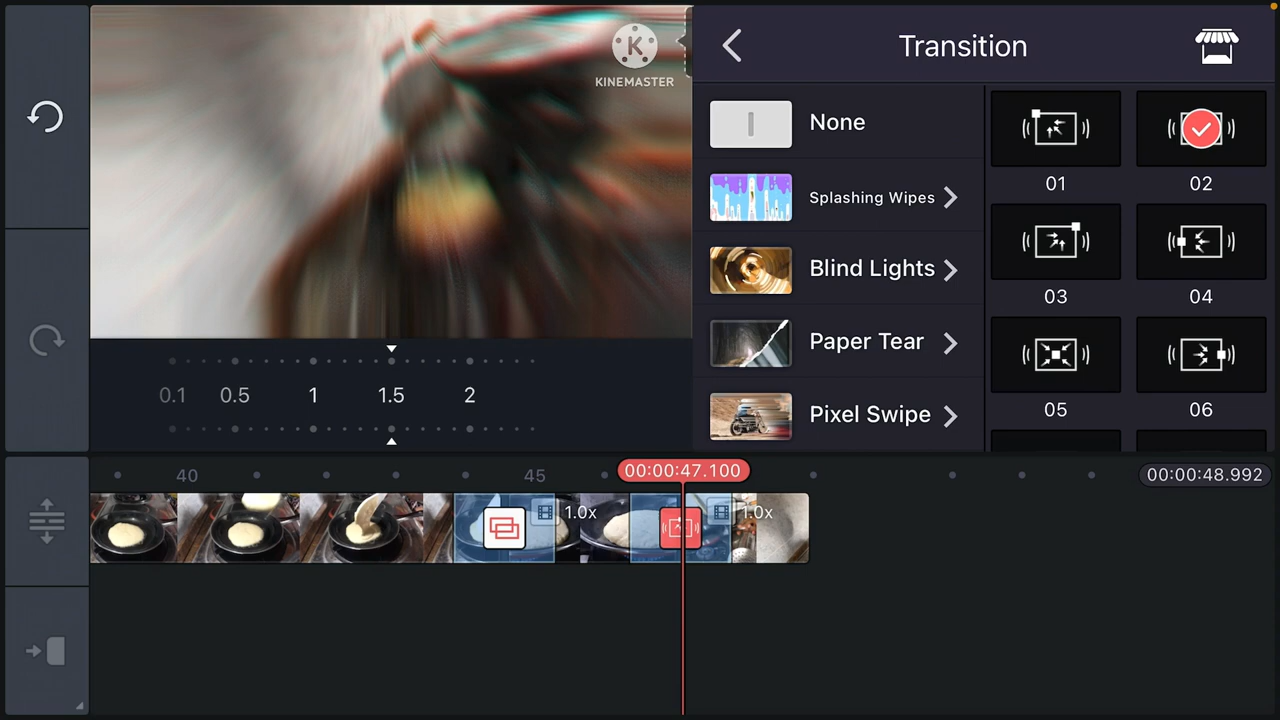 K
KINEMASTER
Transition
None
Splashing Wipes
Blind Lights
Paper Tear
Pixel Swipe
01
02
03
04
05
06
0.1 0.5 1 1.5 2
40 45
00:00:47.100
00:00:48.992
1.0x
1.0x